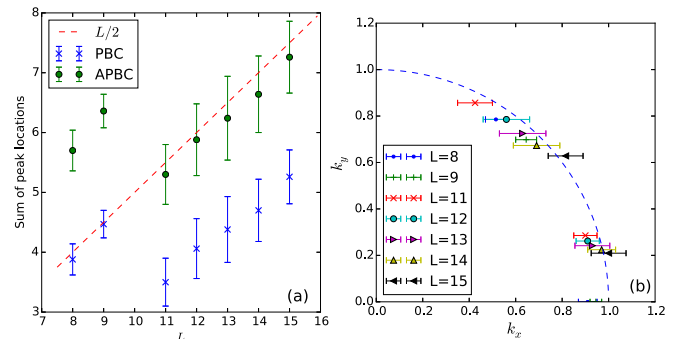 8
7
6
5
4
3
Sum of peak locations
L/2
PBC
APBC
(a)
7 8 9 10 11 12 13 14 15 16
L
1.2
1.0
0.8
0.6
0.4
0.2
0.0
k_y
L=8
L=9
L=11
L=12
L=13
L=14
L=15
(b)
0.0 0.2 0.4 0.6 0.8 1.0 1.2
k_x